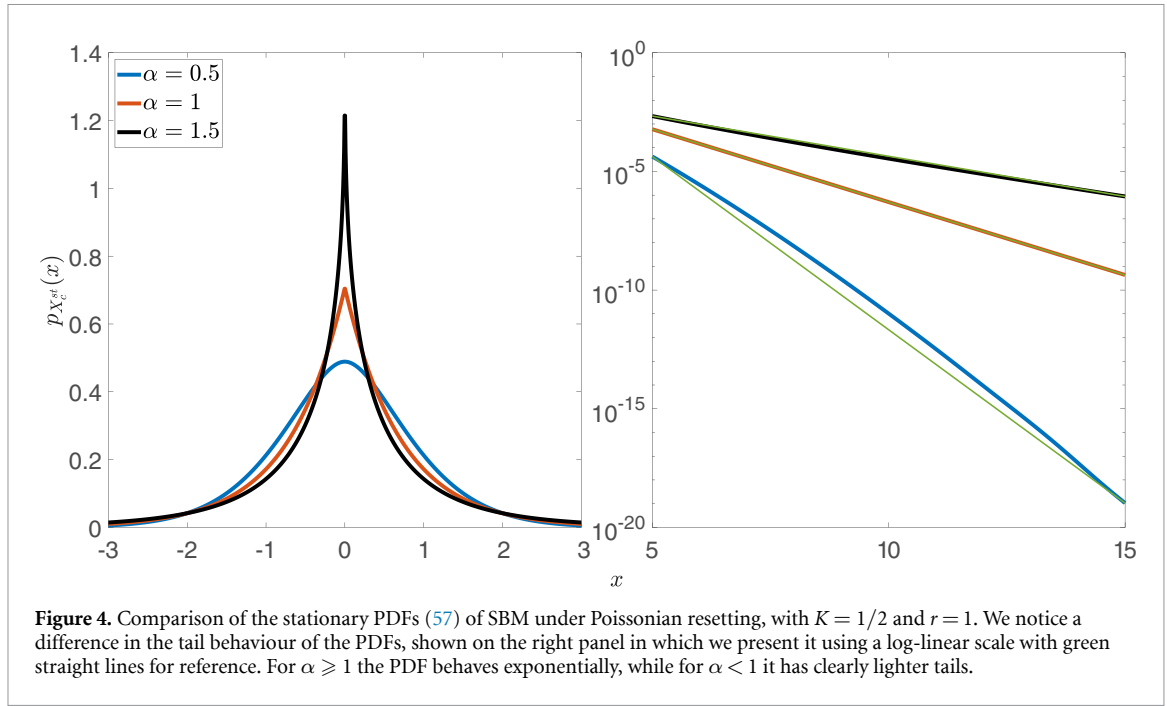 1.4
1.2
1
0.8
0.6
0.4
0.2
0
-3
-2
-1
0
1
2
3
p_{X_c^{st}}(x)
α = 0.5
α = 1
α = 1.5
10^0
10^{-5}
10^{-10}
10^{-15}
10^{-20}
5
10
15
x
Figure 4. Comparison of the stationary PDFs (57) of SBM under Poissonian resetting, with K = 1/2 and r = 1. We notice a
difference in the tail behaviour of the PDFs, shown on the right panel in which we present it using a log-linear scale with green
straight lines for reference. For α ⩾ 1 the PDF behaves exponentially, while for α < 1 it has clearly lighter tails.